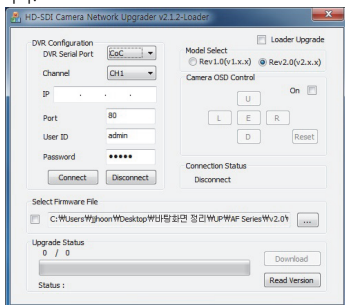 HD-SDI Camera Network Upgrader v2.1.2-Loader
DVR Configuration
DVR Serial Port CoC
Channel CH1
IP . . .
Port 80
User ID admin
Password •••••
Connect Disconnect
Loader Upgrade
Model Select
Rev1.0(v1.x.x) Rev2.0(v2.x.x)
Camera OSD Control
On
U
L E R
D Reset
Connection Status
Disconnect
Select Firmware File
C:₩Users₩jjhoon₩Desktop₩바탕화면 정리₩UP₩AF Series₩v2.0₩ ...
Upgrade Status
0 / 0
Download
Status :
Read Version